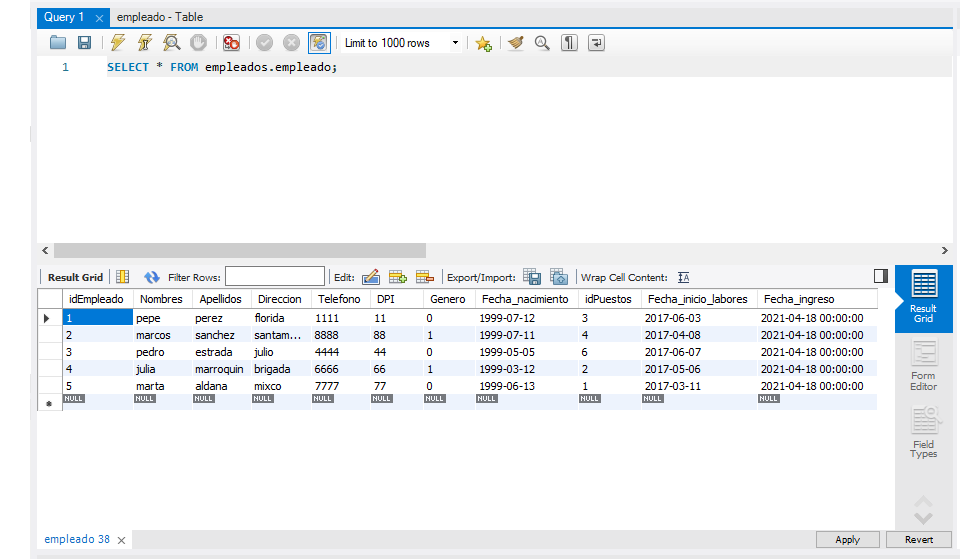 Query 1 empleado - Table
Limit to 1000 rows
1 SELECT * FROM empleados.empleado;
Result Grid Filter Rows: Edit: Export/Import: Wrap Cell Content:
idEmpleado Nombres Apellidos Direccion Telefono DPI Genero Fecha_nacimiento idPuestos Fecha_inicio_labores Fecha_ingreso
1 pepe perez florida 1111 11 0 1999-07-12 3 2017-06-03 2021-04-18 00:00:00
2 marcos sanchez santam... 8888 88 1 1999-07-11 4 2017-04-08 2021-04-18 00:00:00
3 pedro estrada julio 4444 44 0 1999-05-05 6 2017-06-07 2021-04-18 00:00:00
4 julia marroquin brigada 6666 66 1 1999-03-12 2 2017-05-06 2021-04-18 00:00:00
5 marta aldana mixco 7777 77 0 1999-06-13 1 2017-03-11 2021-04-18 00:00:00
NULL NULL NULL NULL NULL NULL NULL NULL NULL NULL NULL
Result
Grid
Form
Editor
Field
Types
empleado 38
Apply Revert